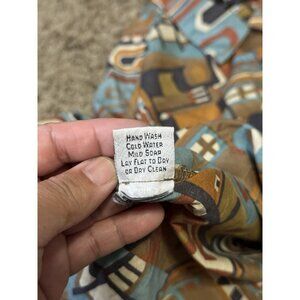 HAND WASH
COLD WATER
MILD SOAP
LAY FLAT TO DRY
OR DRY CLEAN